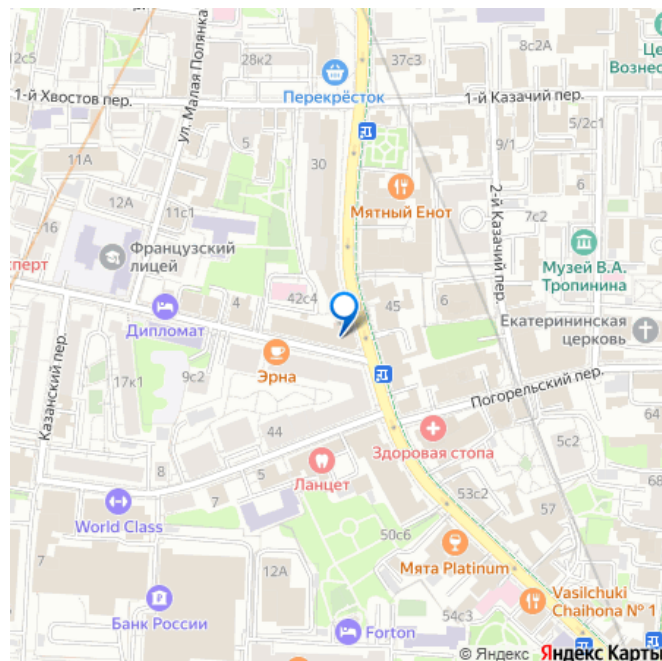 12с5
28к2
37с3
8с2А
Це
Вознес
Перекрёсток
1-й Хвостов пер.
1-й Казачий пер.
ул. Малая Полянка
5
30
5/2с1
9/1
11А
12А
11с1
Мятный Енот
6
2-й Казачий пер.
7с2
16
Французский
лицей
Музей В.А.
Тропинина
сперт
4
42с4
45
6
Дипломат
Екатерининская
церковь
Казанский пер.
Эрна
17к1
9с2
Погорельский пер.
44
Здоровая стопа
64
5с2
8
5
Ланцет
World Class
7
53с2
57
68
50с6
7
12А
Мята Platinum
Банк России
54с3
Vasilchuki
Chaihona № 1
Forton
© Яндекс Яндекс Карты